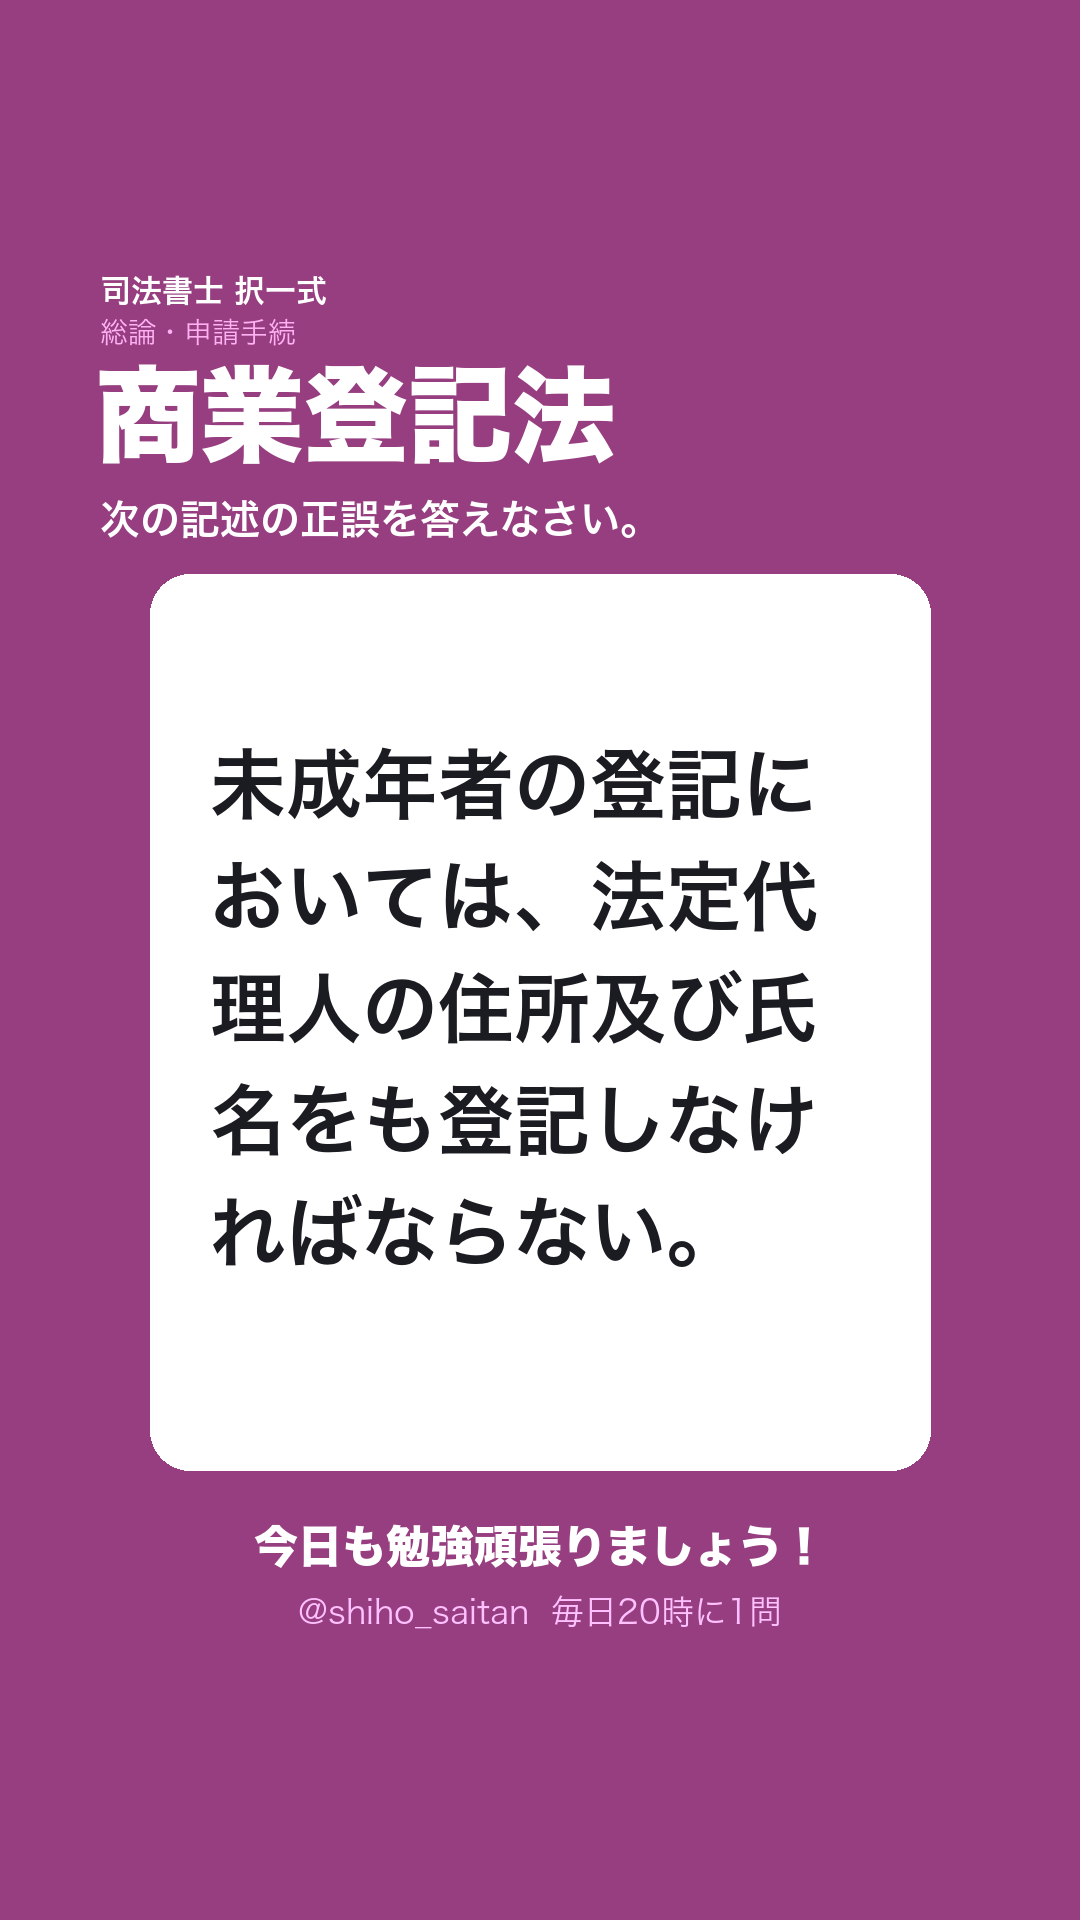 司法書士 択一式
総論・申請手続
商業登記法
次の記述の正誤を答えなさい。
未成年者の登記に
おいては、法定代
理人の住所及び氏
名をも登記しなけ
ればならない。
今日も勉強頑張りましょう！
@shiho_saitan 毎日20時に1問